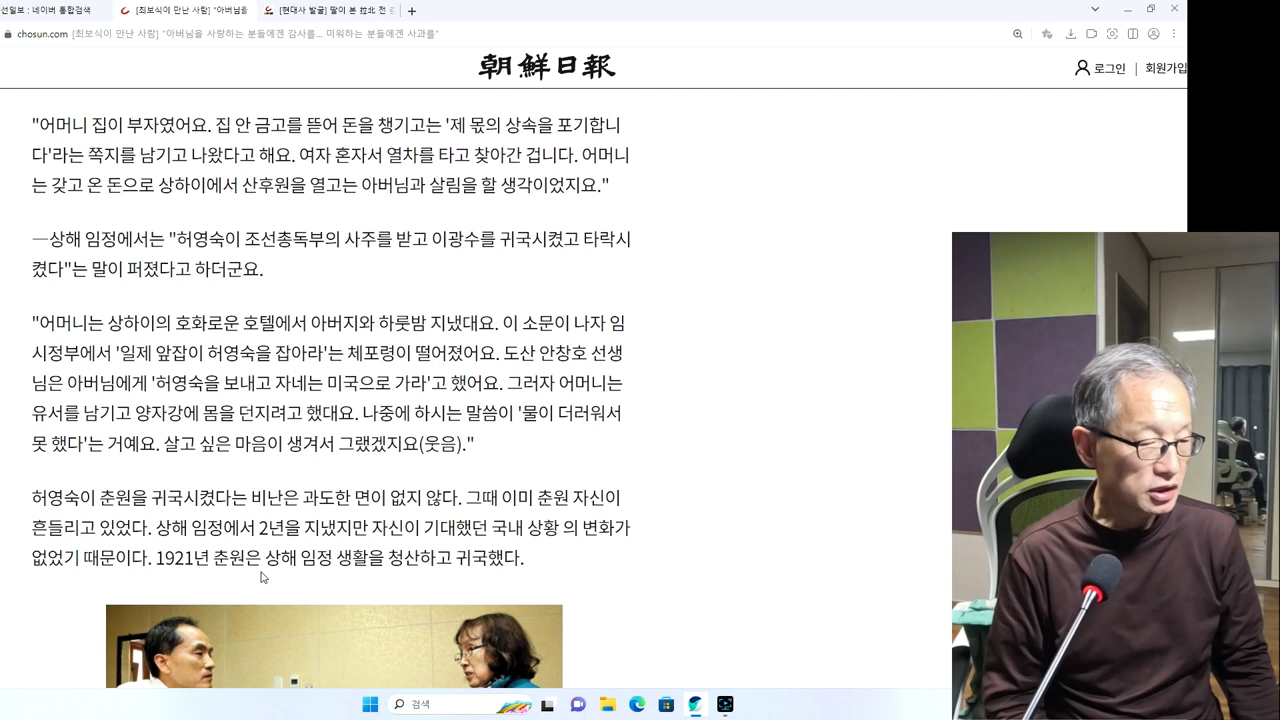 선일보 : 네이버 통합검색
[최보식이 만난 사람] "아버님을
[현대사 발굴] 딸이 본 拉北 전
chosun.com [최보식이 만난 사람] "아버님을 사랑하는 분들에겐 감사를... 미워하는 분들에겐 사과를"
朝鮮日報
로그인 | 회원가입
"어머니 집이 부자였어요. 집 안 금고를 뜯어 돈을 챙기고는 '제 몫의 상속을 포기합니
다'라는 쪽지를 남기고 나왔다고 해요. 여자 혼자서 열차를 타고 찾아간 겁니다. 어머니
는 갖고 온 돈으로 상하이에서 산후원을 열고는 아버님과 살림을 할 생각이었지요."
―상해 임정에서는 "허영숙이 조선총독부의 사주를 받고 이광수를 귀국시켰고 타락시
켰다"는 말이 퍼졌다고 하더군요.
"어머니는 상하이의 호화로운 호텔에서 아버지와 하룻밤 지냈대요. 이 소문이 나자 임
시정부에서 '일제 앞잡이 허영숙을 잡아라'는 체포령이 떨어졌어요. 도산 안창호 선생
님은 아버님에게 '허영숙을 보내고 자네는 미국으로 가라'고 했어요. 그러자 어머니는
유서를 남기고 양자강에 몸을 던지려고 했대요. 나중에 하시는 말씀이 '물이 더러워서
못 했다'는 거예요. 살고 싶은 마음이 생겨서 그랬겠지요(웃음)."
허영숙이 춘원을 귀국시켰다는 비난은 과도한 면이 없지 않다. 그때 이미 춘원 자신이
흔들리고 있었다. 상해 임정에서 2년을 지냈지만 자신이 기대했던 국내 상황 의 변화가
없었기 때문이다. 1921년 춘원은 상해 임정 생활을 청산하고 귀국했다.
검색